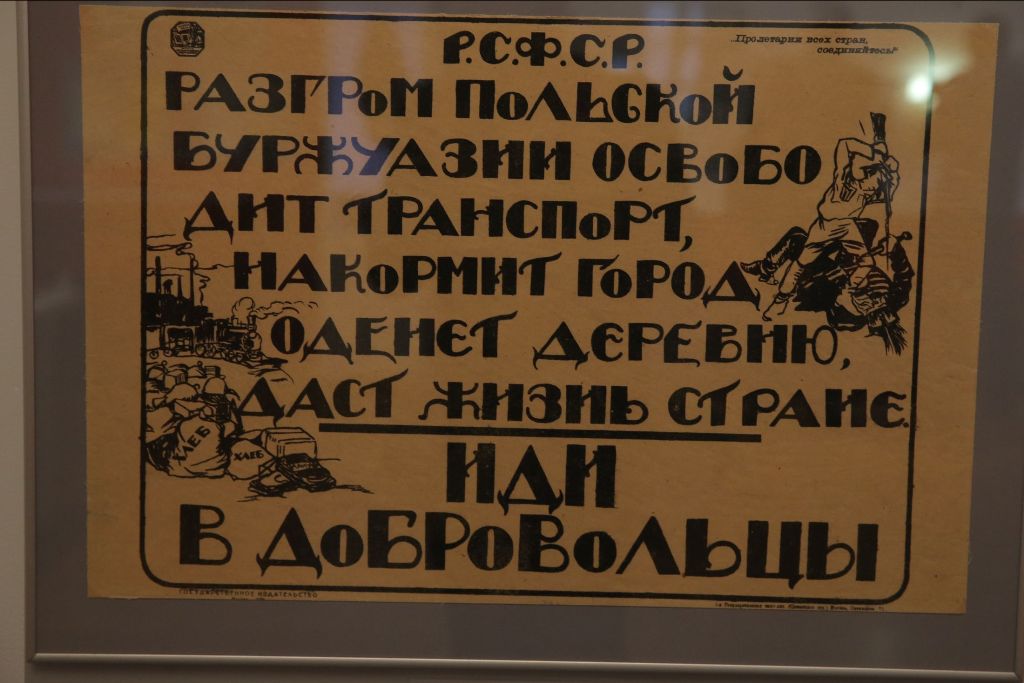 Р.С.Ф.С.Р.
„Пролетарии всех стран,
соединяйтесь!“
РАЗГРОМ ПОЛЬСКОЙ
БУРЖУАЗИИ ОСВОБО
ДИТ ТРАНСПОРТ,
НАКОРМИТ ГОРОД
ОДЕНЕТ ДЕРЕВНЮ,
ДАСТ ЖИЗНЬ СТРАНЕ.
ХЛЕБ
ХЛЕБ
ИДИ
В ДОБРОВОЛЬЦЫ
ГОСУДАРСТВЕННОЕ ИЗДАТЕЛЬСТВО